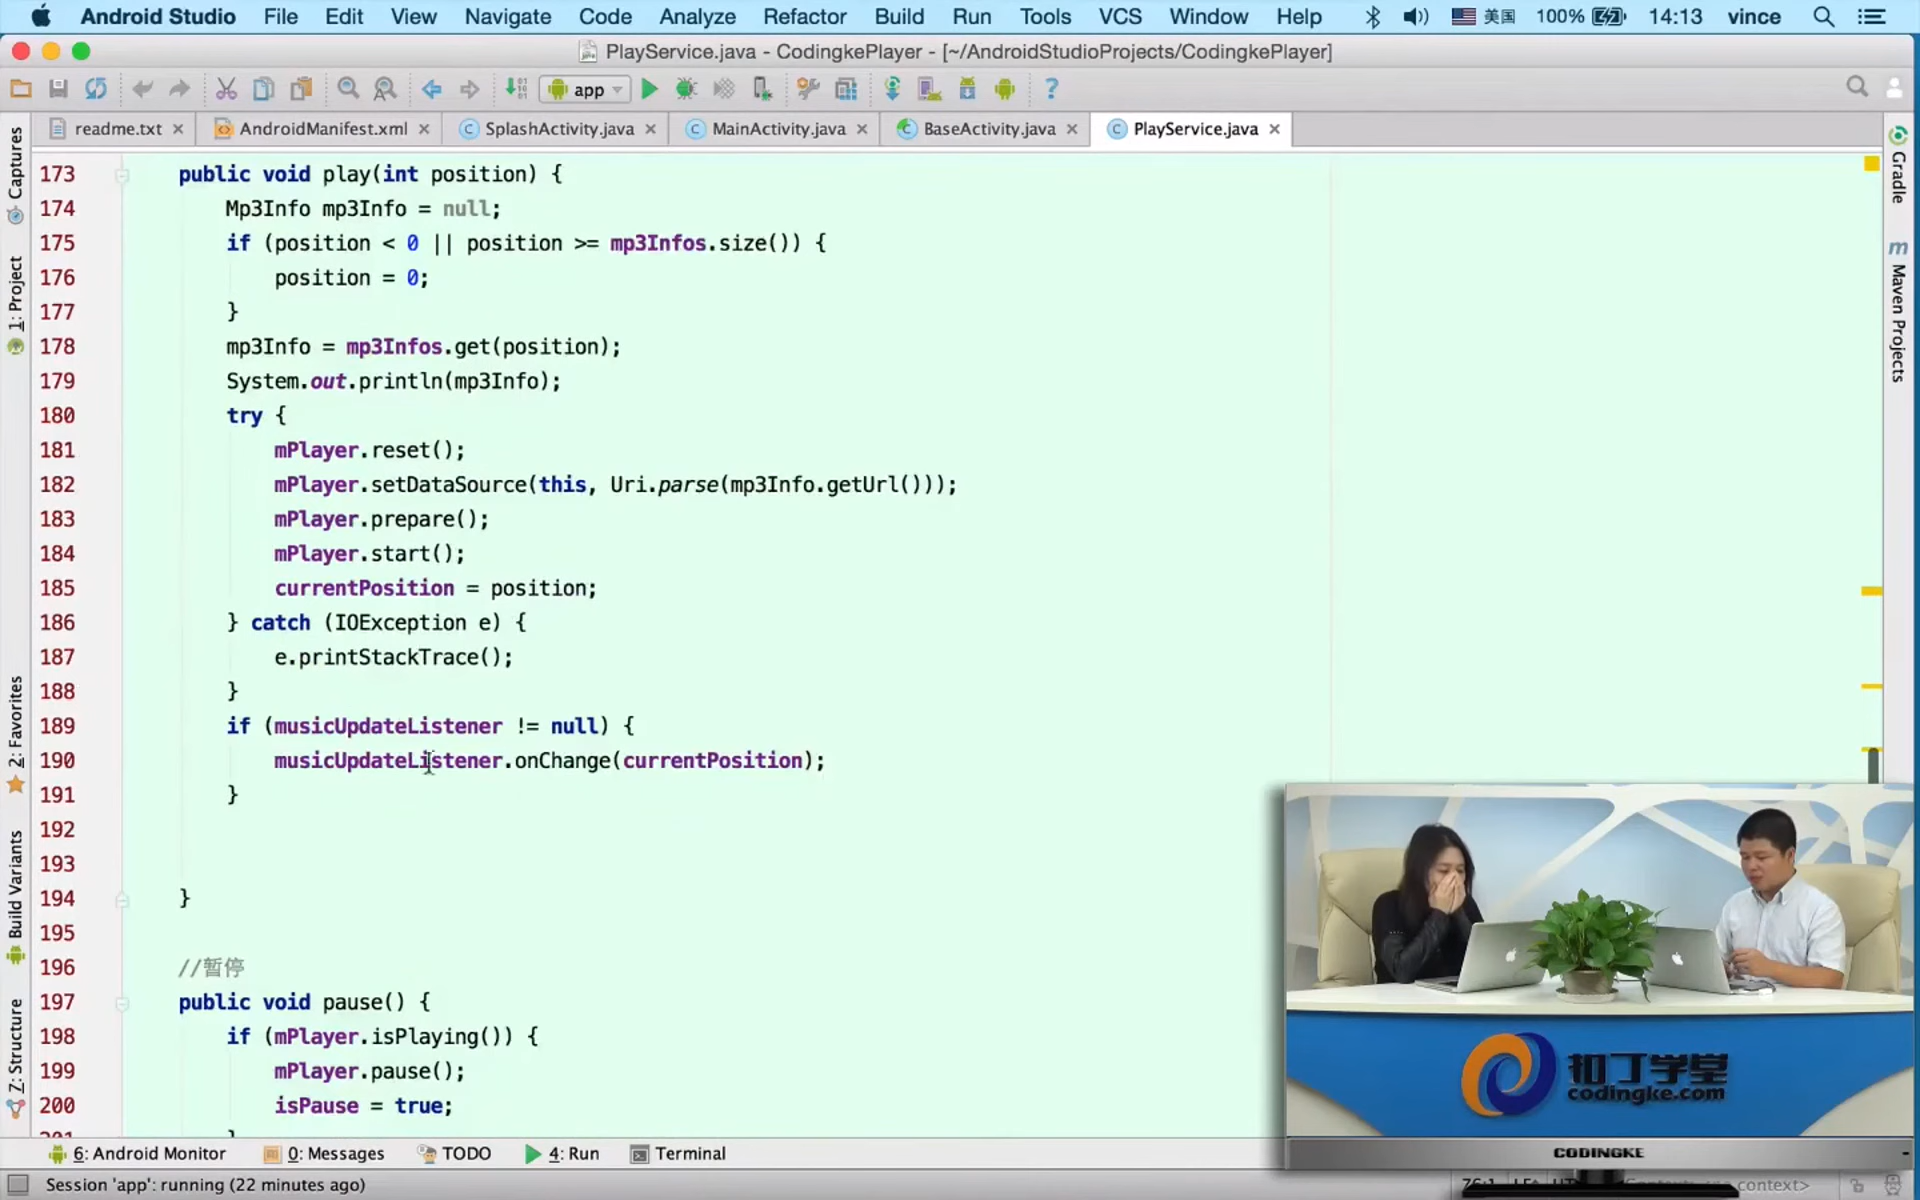 Android Studio File Edit View Navigate Code Analyze Refactor Build Run Tools VCS Window Help 美国 100% 14:13 vince
PlayService.java - CodingkePlayer - [~/AndroidStudioProjects/CodingkePlayer]
app
readme.txt AndroidManifest.xml SplashActivity.java MainActivity.java BaseActivity.java PlayService.java
Captures
1: Project
2: Favorites
Build Variants
Z: Structure
Gradle
Maven Projects
173 public void play(int position) {
174 Mp3Info mp3Info = null;
175 if (position < 0 || position >= mp3Infos.size()) {
176 position = 0;
177 }
178 mp3Info = mp3Infos.get(position);
179 System.out.println(mp3Info);
180 try {
181 mPlayer.reset();
182 mPlayer.setDataSource(this, Uri.parse(mp3Info.getUrl()));
183 mPlayer.prepare();
184 mPlayer.start();
185 currentPosition = position;
186 } catch (IOException e) {
187 e.printStackTrace();
188 }
189 if (musicUpdateListener != null) {
190 musicUpdateListener.onChange(currentPosition);
191 }
192
193
194 }
195
196 //暂停
197 public void pause() {
198 if (mPlayer.isPlaying()) {
199 mPlayer.pause();
200 isPause = true;
扣丁学堂
codingke.com
CODINGKE
6: Android Monitor 0: Messages TODO 4: Run Terminal
Session 'app': running (22 minutes ago)